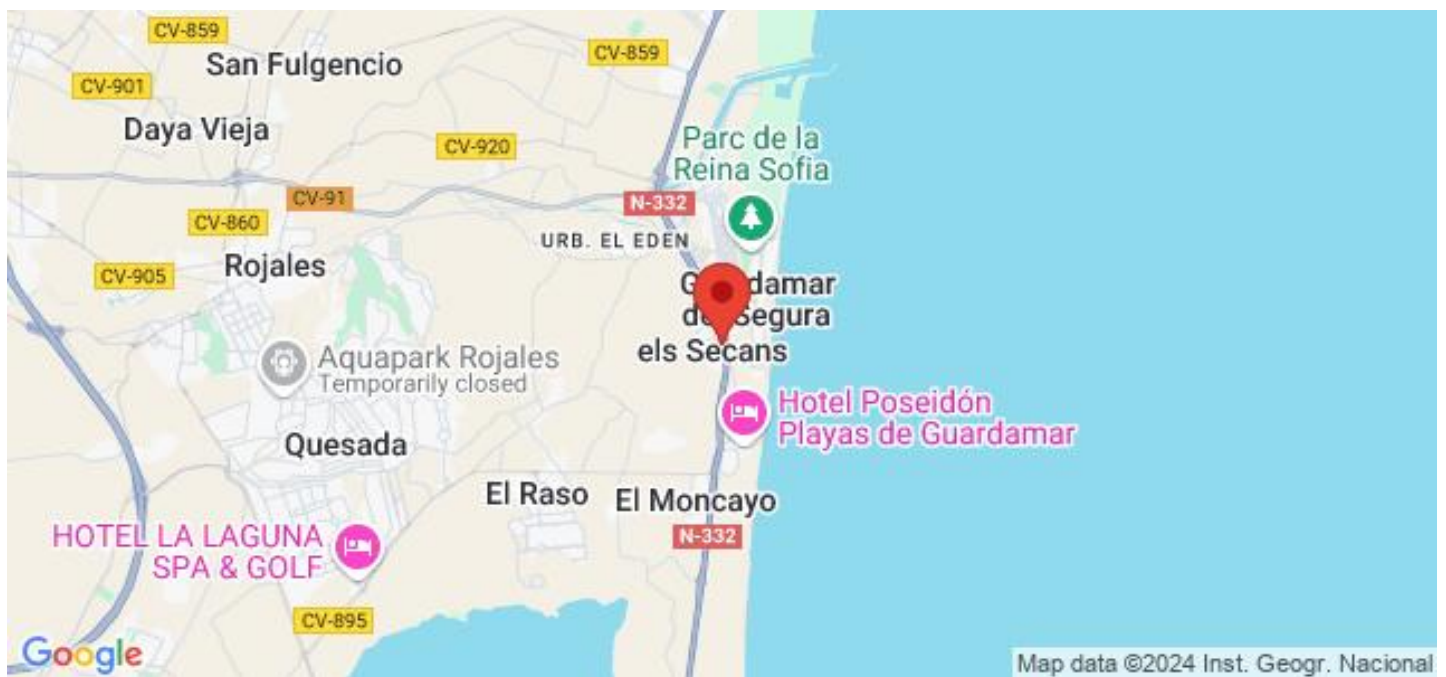 CV-859
San Fulgencio
CV-859
CV-901
Daya Vieja
CV-920
Parc de la
Reina Sofia
CV-91
N-332
CV-860
URB. EL EDEN
CV-905
Rojales
G damar
de Segura
els Secans
Aquapark Rojales
Temporarily closed
Hotel Poseidón
Playas de Guardamar
Quesada
El Raso
El Moncayo
N-332
HOTEL LA LAGUNA
SPA & GOLF
CV-895
Google
Map data ©2024 Inst. Geogr. Nacional